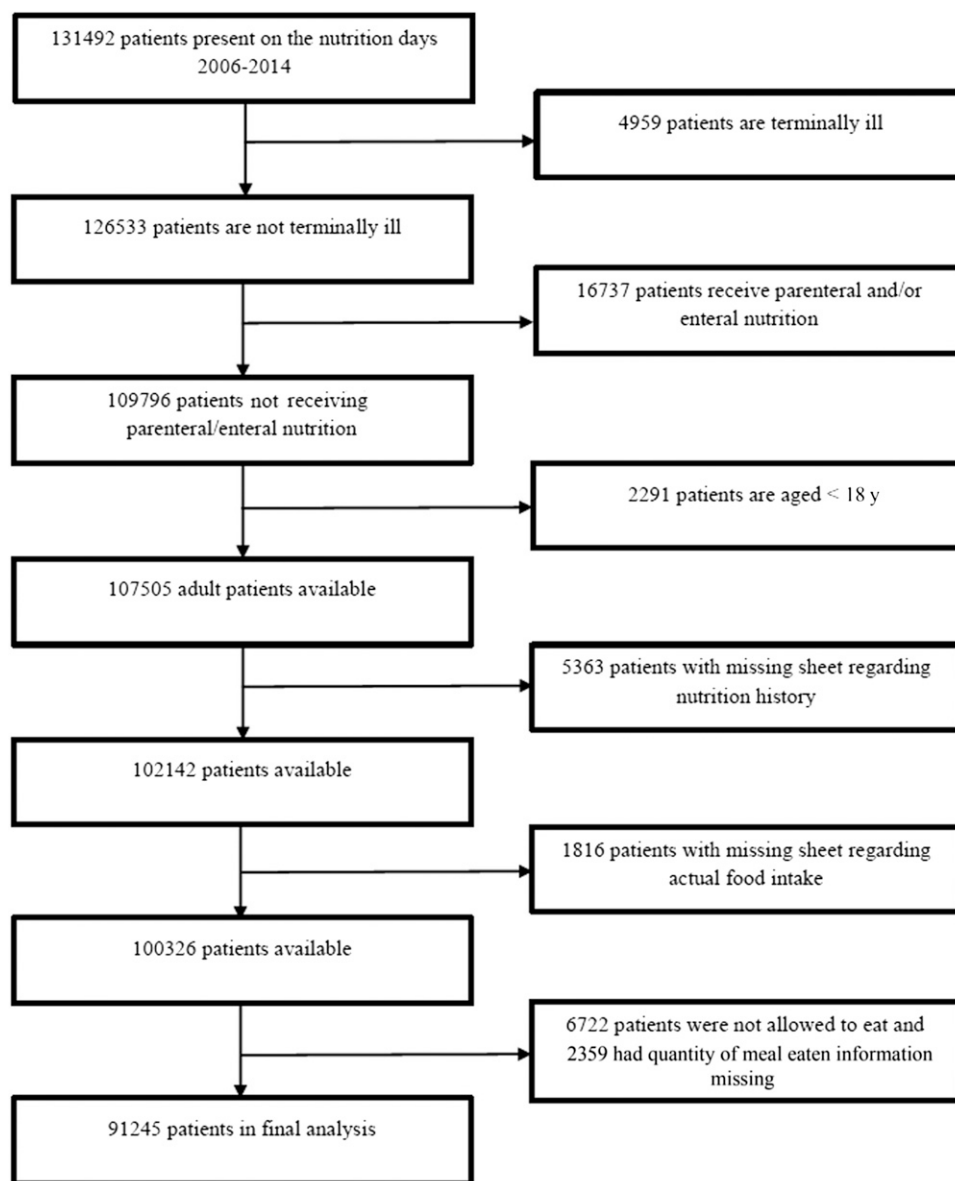 131492 patients present on the nutrition days
2006-2014
4959 patients are terminally ill
126533 patients are not terminally ill
16737 patients receive parenteral and/or
enteral nutrition
109796 patients not receiving
parenteral/enteral nutrition
2291 patients are aged < 18 y
107505 adult patients available
5363 patients with missing sheet regarding
nutrition history
102142 patients available
1816 patients with missing sheet regarding
actual food intake
100326 patients available
6722 patients were not allowed to eat and
2359 had quantity of meal eaten information
missing
91245 patients in final analysis